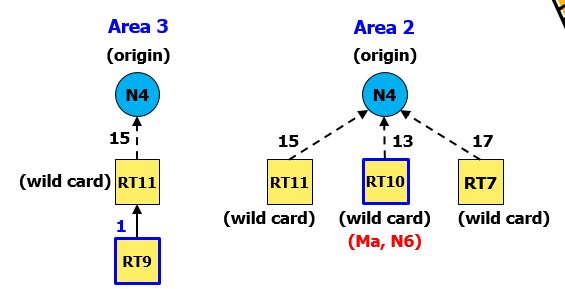 Area 3
(origin)
N4
15
(wild card)
RT11
1
RT9
Area 2
(origin)
N4
15
13
17
RT11
RT10
RT7
(wild card)
(wild card)
(wild card)
(Ma, N6)